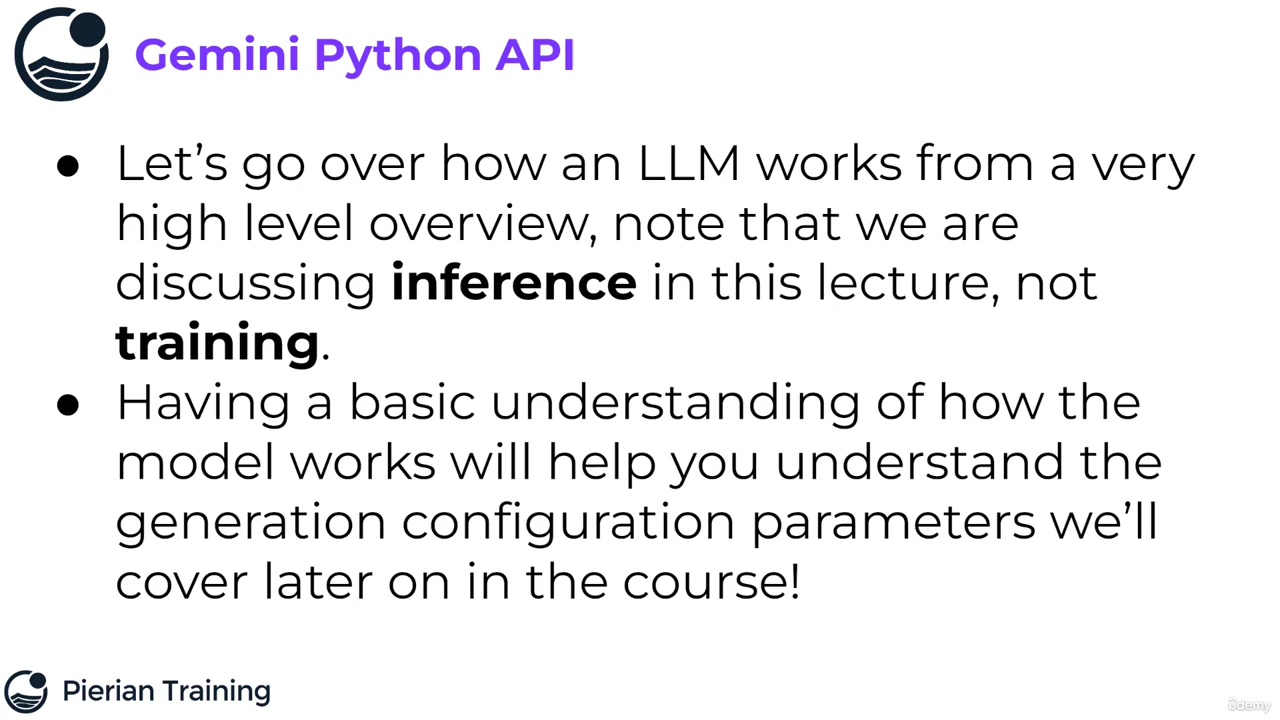 Gemini Python API
● Let’s go over how an LLM works from a very
high level overview, note that we are
discussing inference in this lecture, not
training.
● Having a basic understanding of how the
model works will help you understand the
generation configuration parameters we’ll
cover later on in the course!
Pierian Training
ûdemy